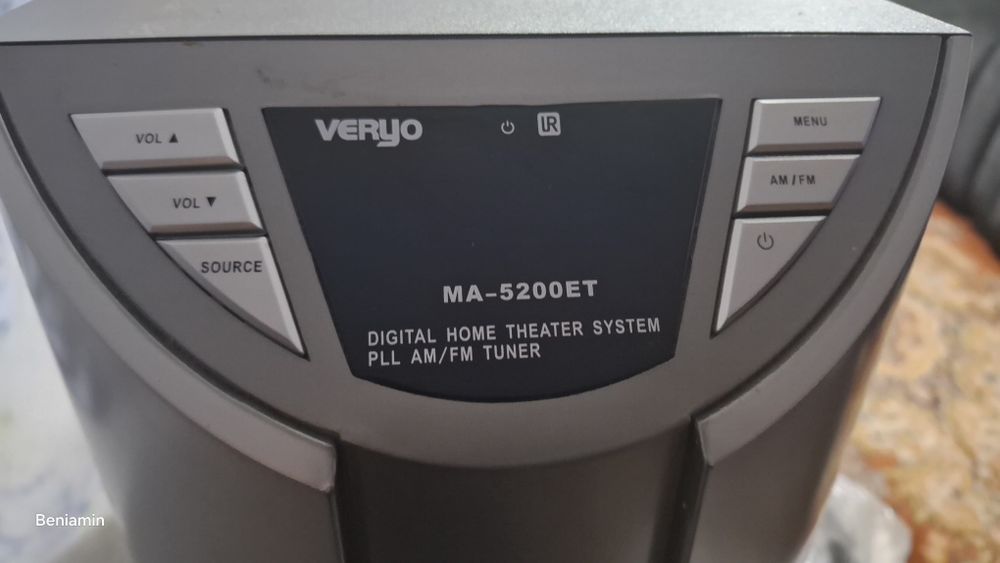 VERYO
IR
VOL ▲
VOL ▼
SOURCE
MENU
AM/FM
MA-5200ET
DIGITAL HOME THEATER SYSTEM
PLL AM/FM TUNER
Beniamin